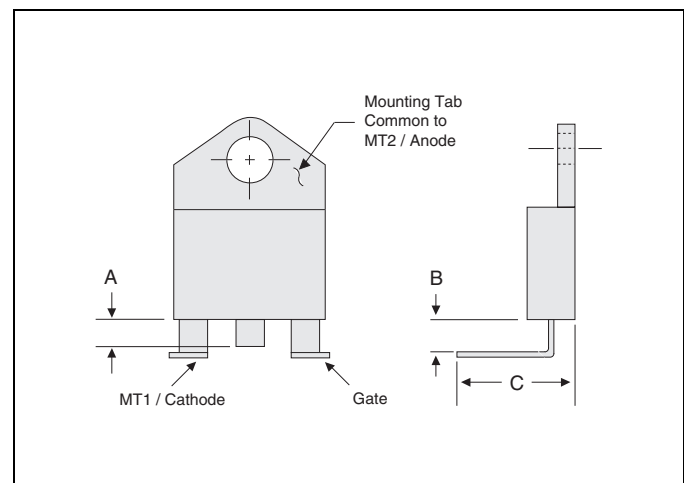 Mounting Tab
Common to
MT2 / Anode
A
B
C
MT1 / Cathode
Gate